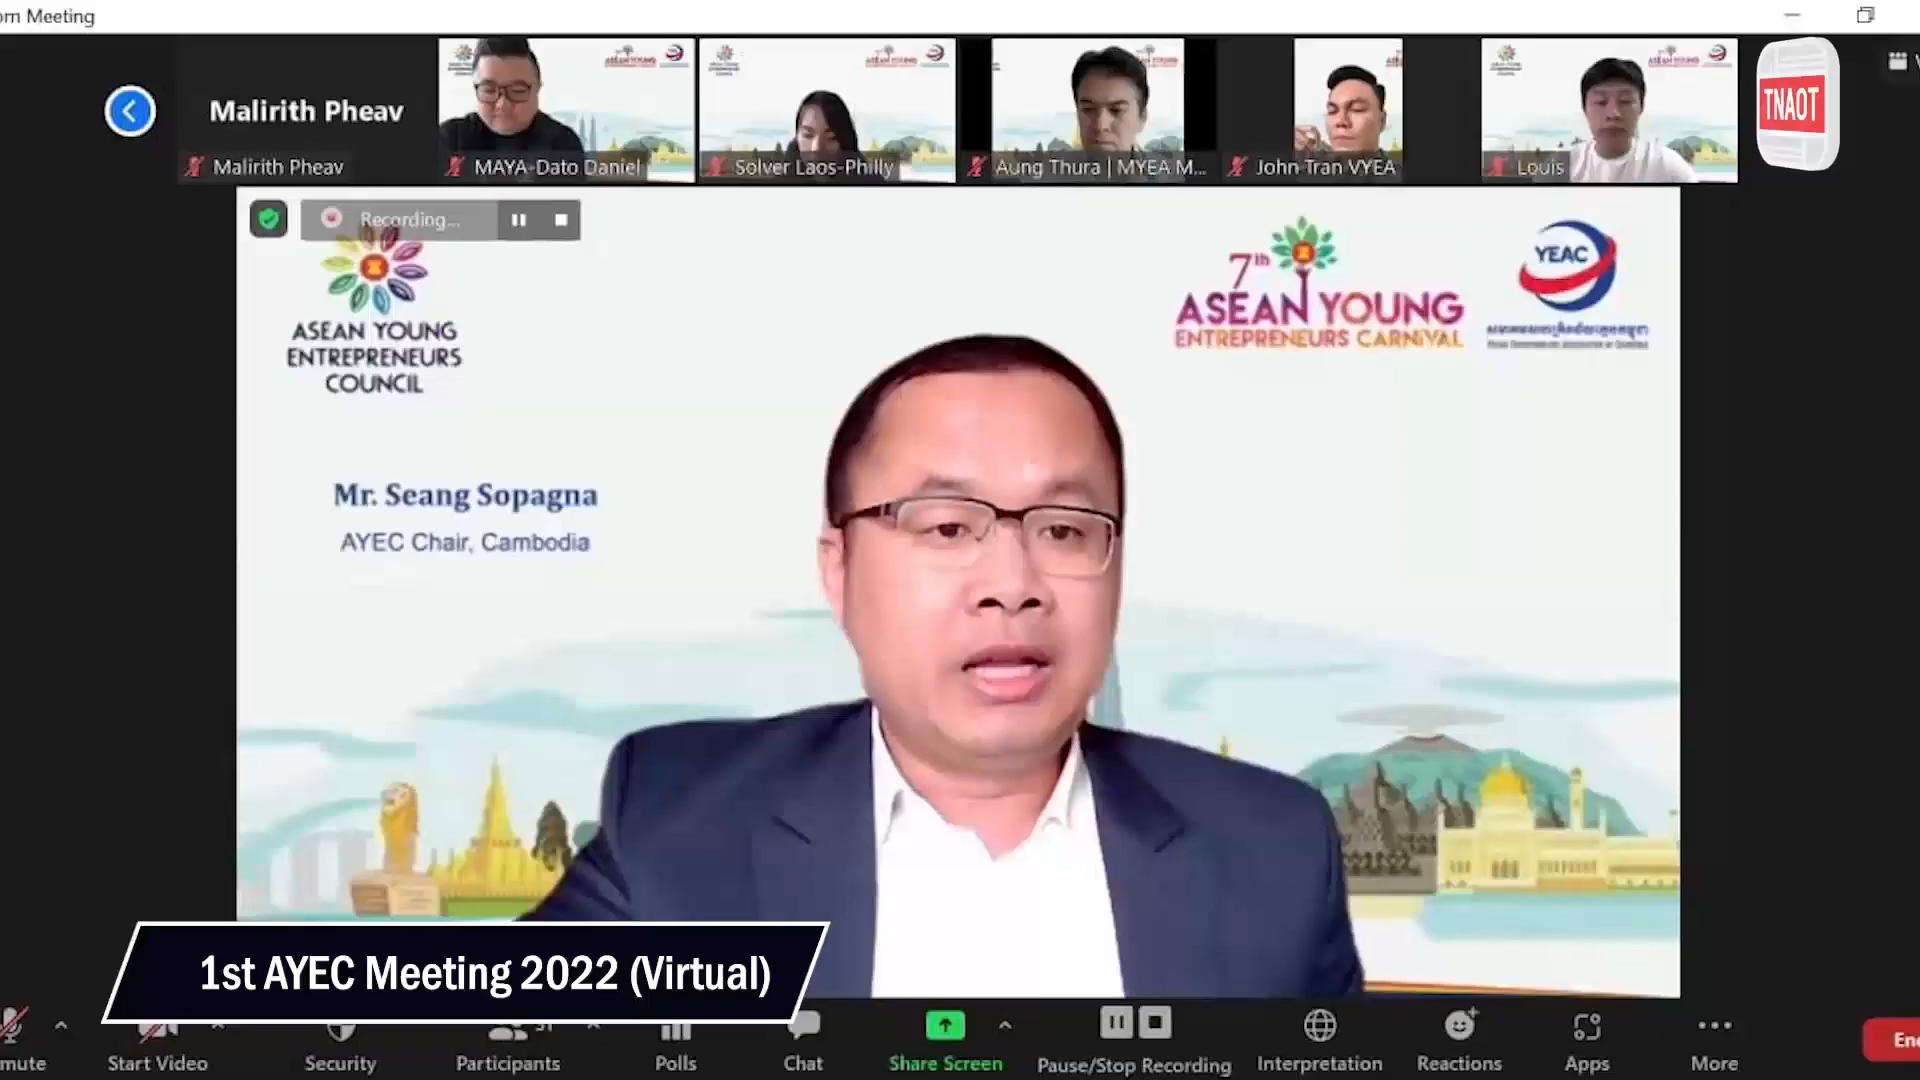 orn Meeting
Malirith Pheav
Malirith Pheav
MAYA-Dato Daniel
Solver Laos-Philly
Aung Thura | MYEA M...
John Tran VYEA
Louis
TNAOT
Recording...
ASEAN YOUNG
ENTREPRENEURS
COUNCIL
7th
ASEAN YOUNG
ENTREPRENEURS CARNIVAL
YEAC
Mr. Seang Sopagna
AYEC Chair, Cambodia
1st AYEC Meeting 2022 (Virtual)
mute
Start Video
Security
Participants
Polls
Chat
Share Screen
Pause/Stop Recording
Interpretation
Reactions
Apps
More
En